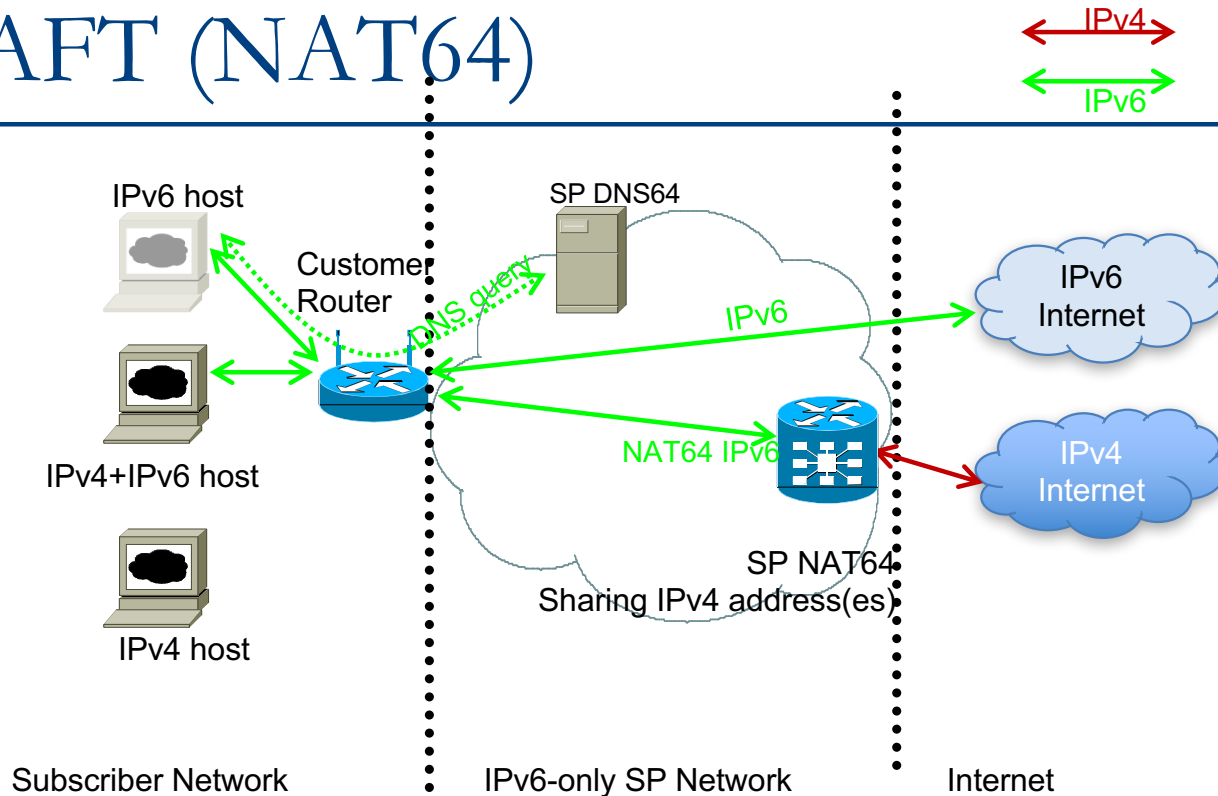 AFT (NAT64)
IPv4
IPv6
IPv6 host
SP DNS64
Customer
Router
DNS query
IPv6
IPv6
Internet
NAT64 IPv6
IPv4
Internet
IPv4+IPv6 host
SP NAT64
Sharing IPv4 address(es)
IPv4 host
Subscriber Network
IPv6-only SP Network
Internet